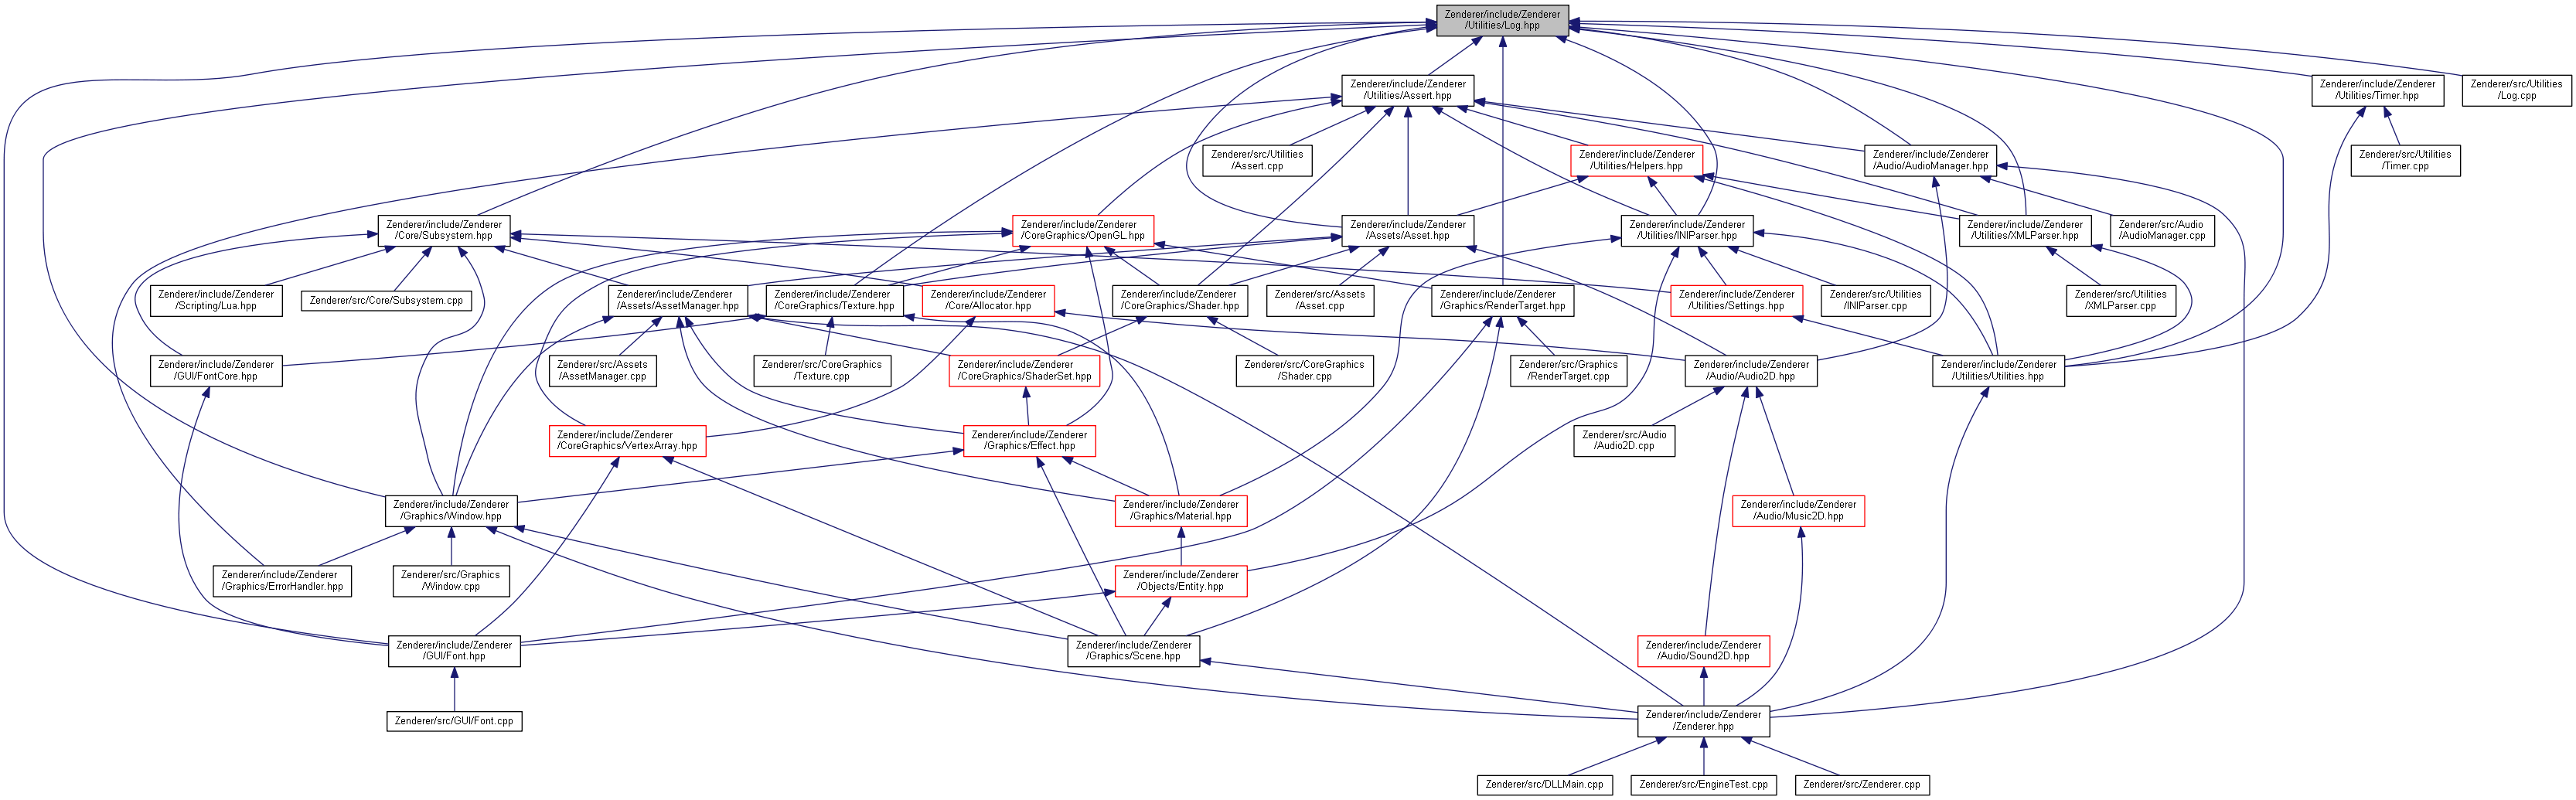 Zenderer/include/Zenderer
/Utilities/Log.hpp
Zenderer/include/Zenderer
/Utilities/Assert.hpp
Zenderer/include/Zenderer
/Utilities/Timer.hpp
Zenderer/src/Utilities
/Log.cpp
Zenderer/src/Utilities
/Assert.cpp
Zenderer/include/Zenderer
/Utilities/Helpers.hpp
Zenderer/include/Zenderer
/Audio/AudioManager.hpp
Zenderer/src/Utilities
/Timer.cpp
Zenderer/include/Zenderer
/Core/Subsystem.hpp
Zenderer/include/Zenderer
/CoreGraphics/OpenGL.hpp
Zenderer/include/Zenderer
/Assets/Asset.hpp
Zenderer/include/Zenderer
/Utilities/INIParser.hpp
Zenderer/include/Zenderer
/Utilities/XMLParser.hpp
Zenderer/src/Audio
/AudioManager.cpp
Zenderer/include/Zenderer
/Scripting/Lua.hpp
Zenderer/src/Core/Subsystem.cpp
Zenderer/include/Zenderer
/Assets/AssetManager.hpp
Zenderer/include/Zenderer
/CoreGraphics/Texture.hpp
Zenderer/include/Zenderer
/Core/Allocator.hpp
Zenderer/include/Zenderer
/CoreGraphics/Shader.hpp
Zenderer/src/Assets
/Asset.cpp
Zenderer/include/Zenderer
/Graphics/RenderTarget.hpp
Zenderer/include/Zenderer
/Utilities/Settings.hpp
Zenderer/src/Utilities
/INIParser.cpp
Zenderer/src/Utilities
/XMLParser.cpp
Zenderer/include/Zenderer
/GUI/FontCore.hpp
Zenderer/src/Assets
/AssetManager.cpp
Zenderer/src/CoreGraphics
/Texture.cpp
Zenderer/include/Zenderer
/CoreGraphics/ShaderSet.hpp
Zenderer/src/CoreGraphics
/Shader.cpp
Zenderer/src/Graphics
/RenderTarget.cpp
Zenderer/include/Zenderer
/Audio/Audio2D.hpp
Zenderer/include/Zenderer
/Utilities/Utilities.hpp
Zenderer/include/Zenderer
/CoreGraphics/VertexArray.hpp
Zenderer/include/Zenderer
/Graphics/Effect.hpp
Zenderer/src/Audio
/Audio2D.cpp
Zenderer/include/Zenderer
/Graphics/Window.hpp
Zenderer/include/Zenderer
/Graphics/Material.hpp
Zenderer/include/Zenderer
/Audio/Music2D.hpp
Zenderer/include/Zenderer
/Graphics/ErrorHandler.hpp
Zenderer/src/Graphics
/Window.cpp
Zenderer/include/Zenderer
/Objects/Entity.hpp
Zenderer/include/Zenderer
/GUI/Font.hpp
Zenderer/include/Zenderer
/Graphics/Scene.hpp
Zenderer/include/Zenderer
/Audio/Sound2D.hpp
Zenderer/src/GUI/Font.cpp
Zenderer/include/Zenderer
/Zenderer.hpp
Zenderer/src/DLLMain.cpp
Zenderer/src/EngineTest.cpp
Zenderer/src/Zenderer.cpp